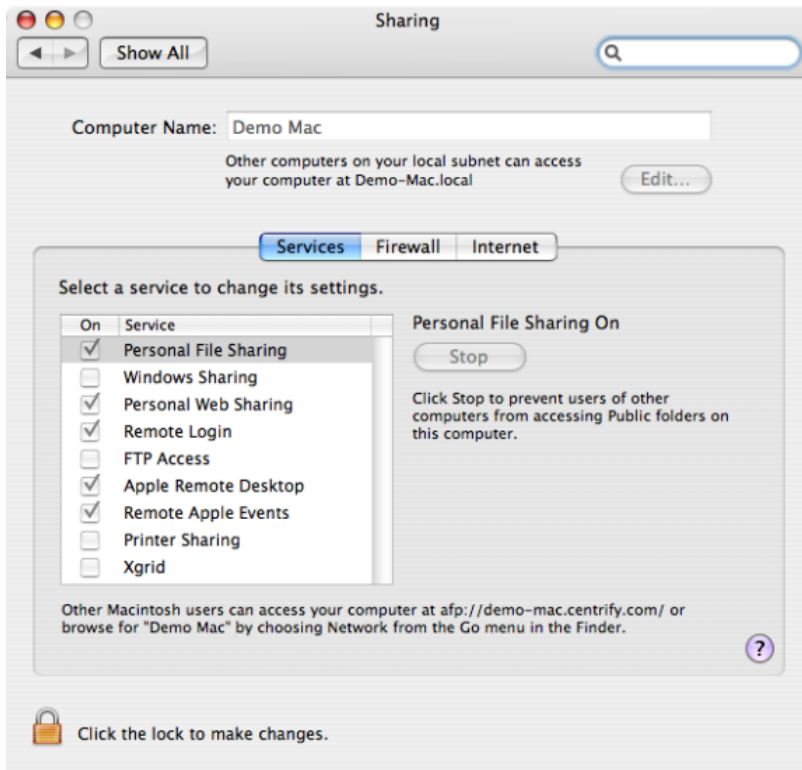 Sharing
Show All
Computer Name: Demo Mac
Other computers on your local subnet can access
your computer at Demo-Mac.local
Edit...
Services Firewall Internet
Select a service to change its settings.
On Service
Personal File Sharing
Windows Sharing
Personal Web Sharing
Remote Login
FTP Access
Apple Remote Desktop
Remote Apple Events
Printer Sharing
Xgrid
Personal File Sharing On
Stop
Click Stop to prevent users of other
computers from accessing Public folders on
this computer.
Other Macintosh users can access your computer at afp://demo-mac.centrify.com/ or
browse for "Demo Mac" by choosing Network from the Go menu in the Finder.
?
Click the lock to make changes.